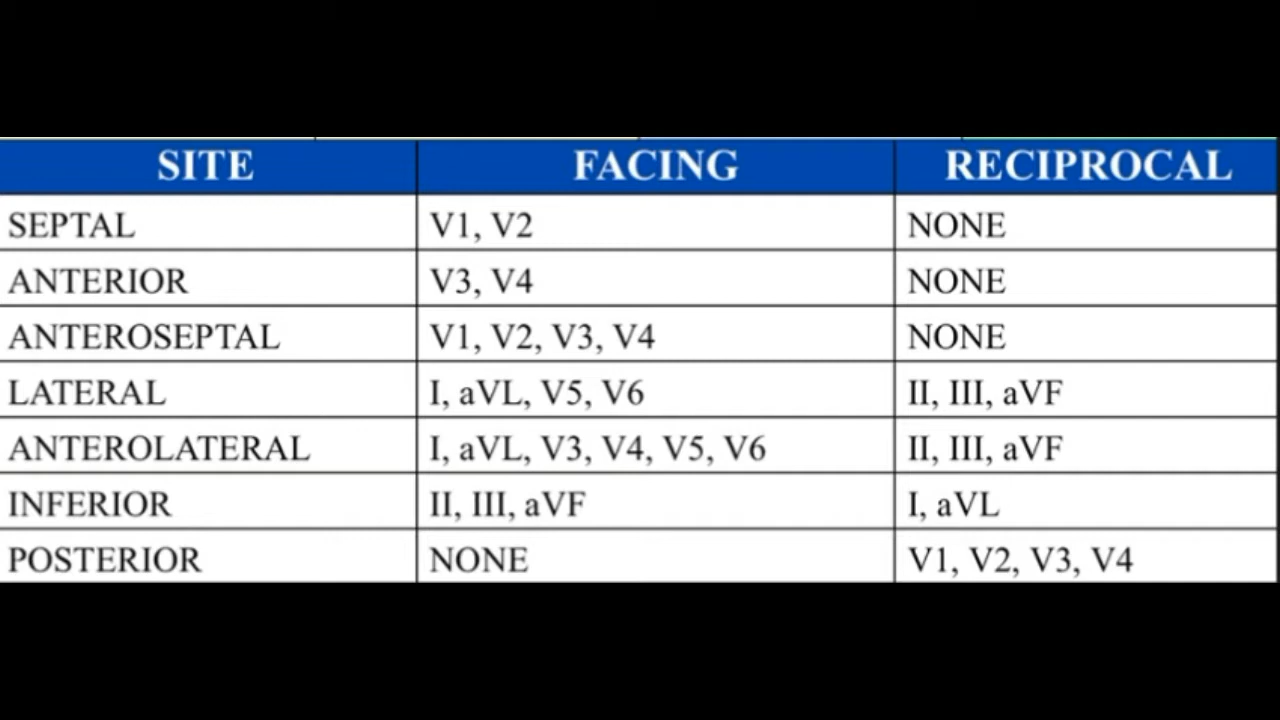 SITE FACING RECIPROCAL
SEPTAL V1, V2 NONE
ANTERIOR V3, V4 NONE
ANTEROSEPTAL V1, V2, V3, V4 NONE
LATERAL I, aVL, V5, V6 II, III, aVF
ANTEROLATERAL I, aVL, V3, V4, V5, V6 II, III, aVF
INFERIOR II, III, aVF I, aVL
POSTERIOR NONE V1, V2, V3, V4